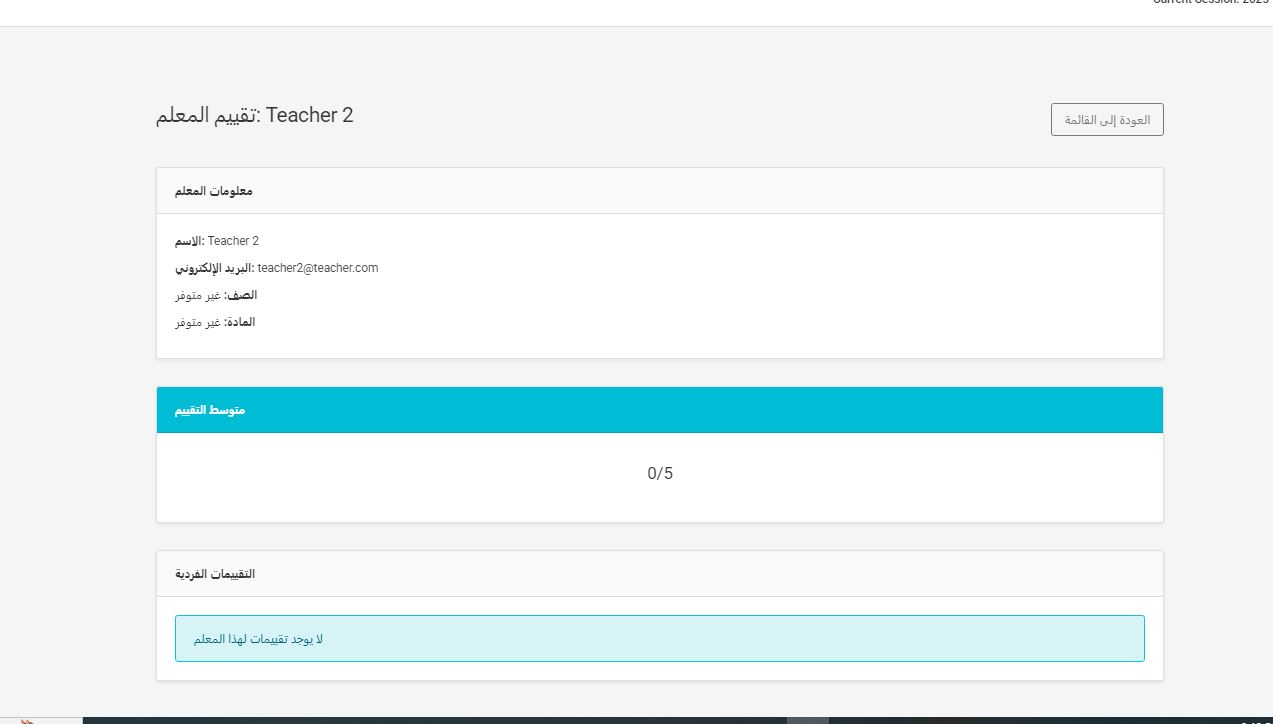 Current Session: 2025
تقييم المعلم: Teacher 2
العودة إلى القائمة
معلومات المعلم
الاسم: Teacher 2
البريد الإلكتروني: teacher2@teacher.com
الصف: غير متوفر
المادة: غير متوفر
متوسط التقييم
0/5
التقييمات الفردية
لا يوجد تقييمات لهذا المعلم